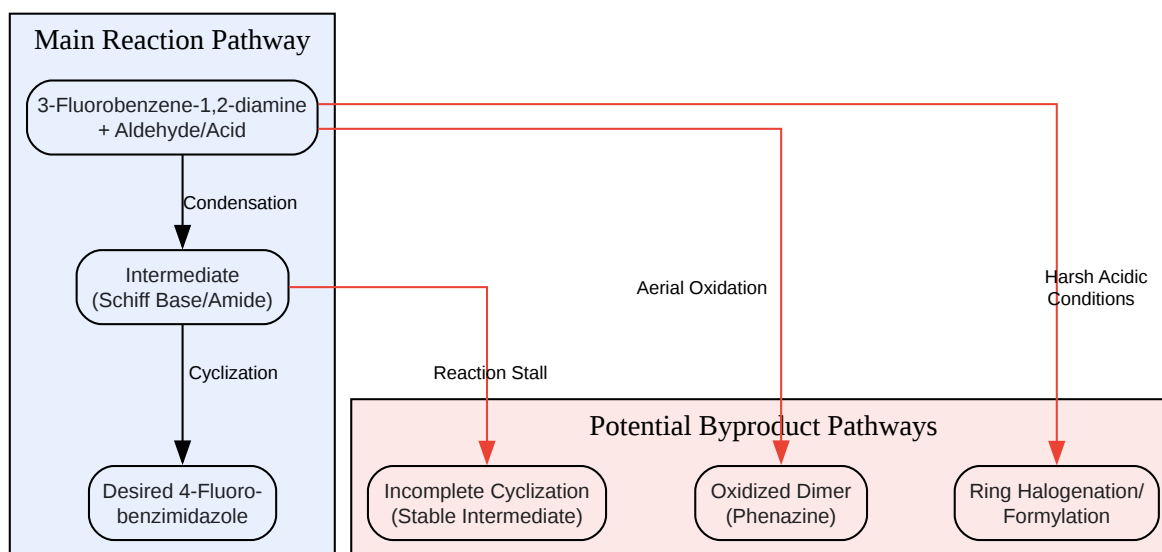 Main Reaction Pathway
3-Fluorobenzene-1,2-diamine
+ Aldehyde/Acid
Condensation
Intermediate
(Schiff Base/Amide)
Aerial Oxidation
Harsh Acidic
Conditions
Cyclization
Reaction Stall
Potential Byproduct Pathways
Desired 4-Fluoro-
benzimidazole
Incomplete Cyclization
(Stable Intermediate)
Oxidized Dimer
(Phenazine)
Ring Halogenation/
Formylation